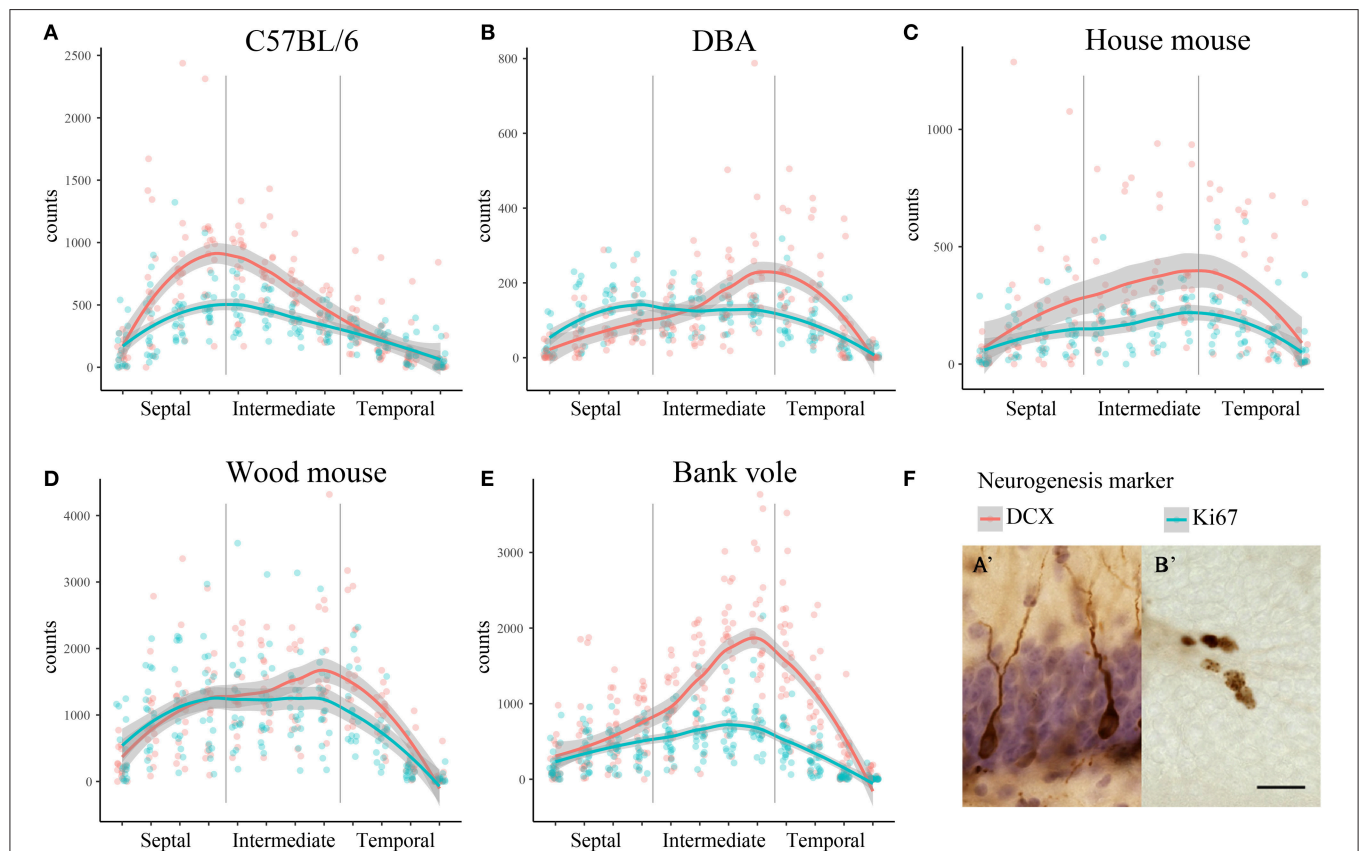 A
C57BL/6
2500
2000
1500
1000
500
0
counts
Septal Intermediate Temporal
B
DBA
800
600
400
200
0
counts
Septal Intermediate Temporal
C
House mouse
1000
500
0
counts
Septal Intermediate Temporal
D
Wood mouse
4000
3000
2000
1000
0
counts
Septal Intermediate Temporal
E
Bank vole
3000
2000
1000
0
counts
Septal Intermediate Temporal
F
Neurogenesis marker
DCX Ki67
A’ B’